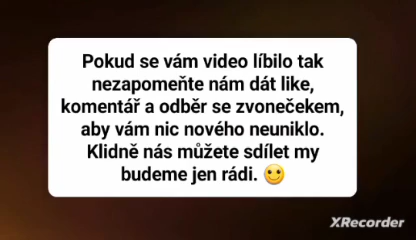 Pokud se vám video líbilo tak
nezapomeňte nám dát like,
komentář a odběr se zvonečekem,
aby vám nic nového neuniklo.
Klidně nás můžete sdílet my
budeme jen rádi. 🙂
XRecorder